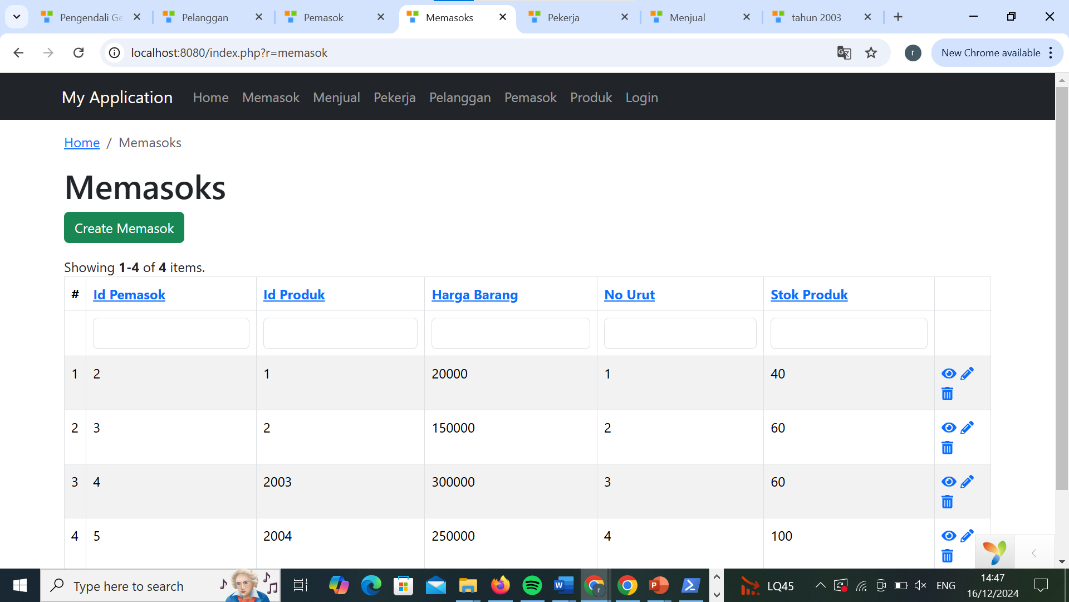 Pengendali Ge
Pelanggan
Pemasok
Memasoks
Pekerja
Menjual
tahun 2003
localhost:8080/index.php?r=memasok
r
New Chrome available
My Application Home Memasok Menjual Pekerja Pelanggan Pemasok Produk Login
Home / Memasoks
Memasoks
Create Memasok
Showing 1-4 of 4 items.
# Id Pemasok Id Produk Harga Barang No Urut Stok Produk
1 2 1 20000 1 40
2 3 2 150000 2 60
3 4 2003 300000 3 60
4 5 2004 250000 4 100
Type here to search
LQ45
ENG
14:47
16/12/2024